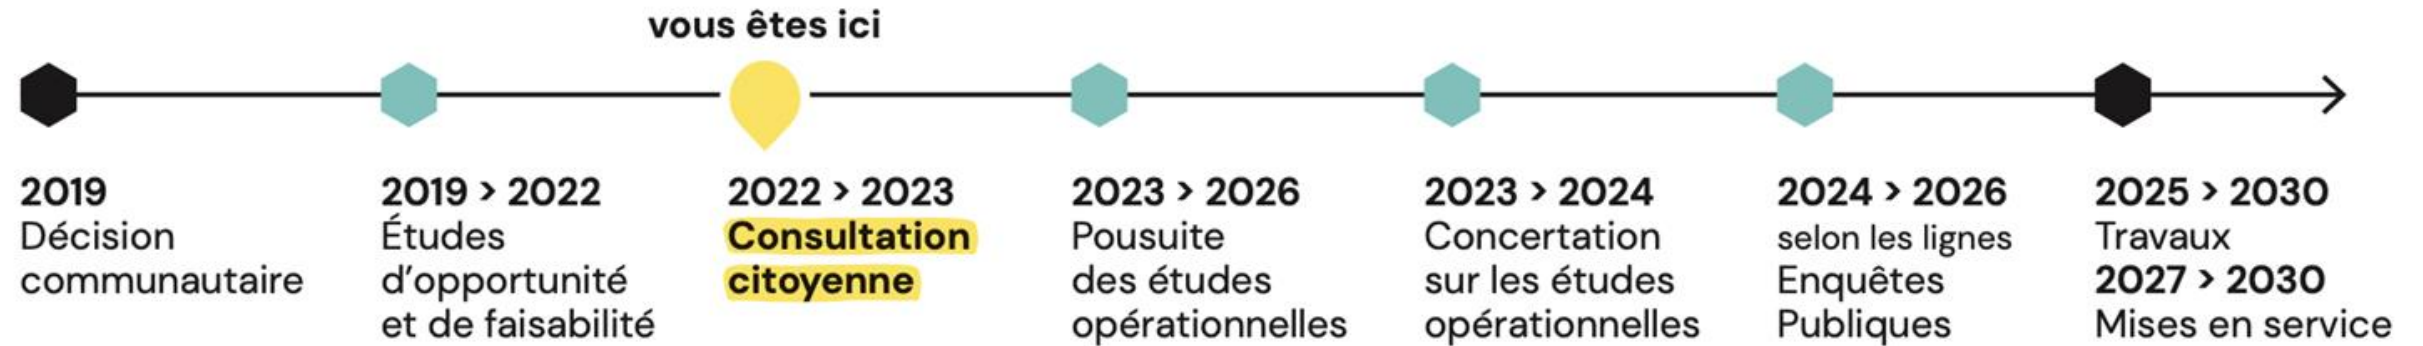 vous êtes ici
2019
Décision
communautaire
2019 > 2022
Études
d’opportunité
et de faisabilité
2022 > 2023
Consultation
citoyenne
2023 > 2026
Pousuite
des études
opérationnelles
2023 > 2024
Concertation
sur les études
opérationnelles
2024 > 2026
selon les lignes
Enquêtes
Publiques
2025 > 2030
Travaux
2027 > 2030
Mises en service